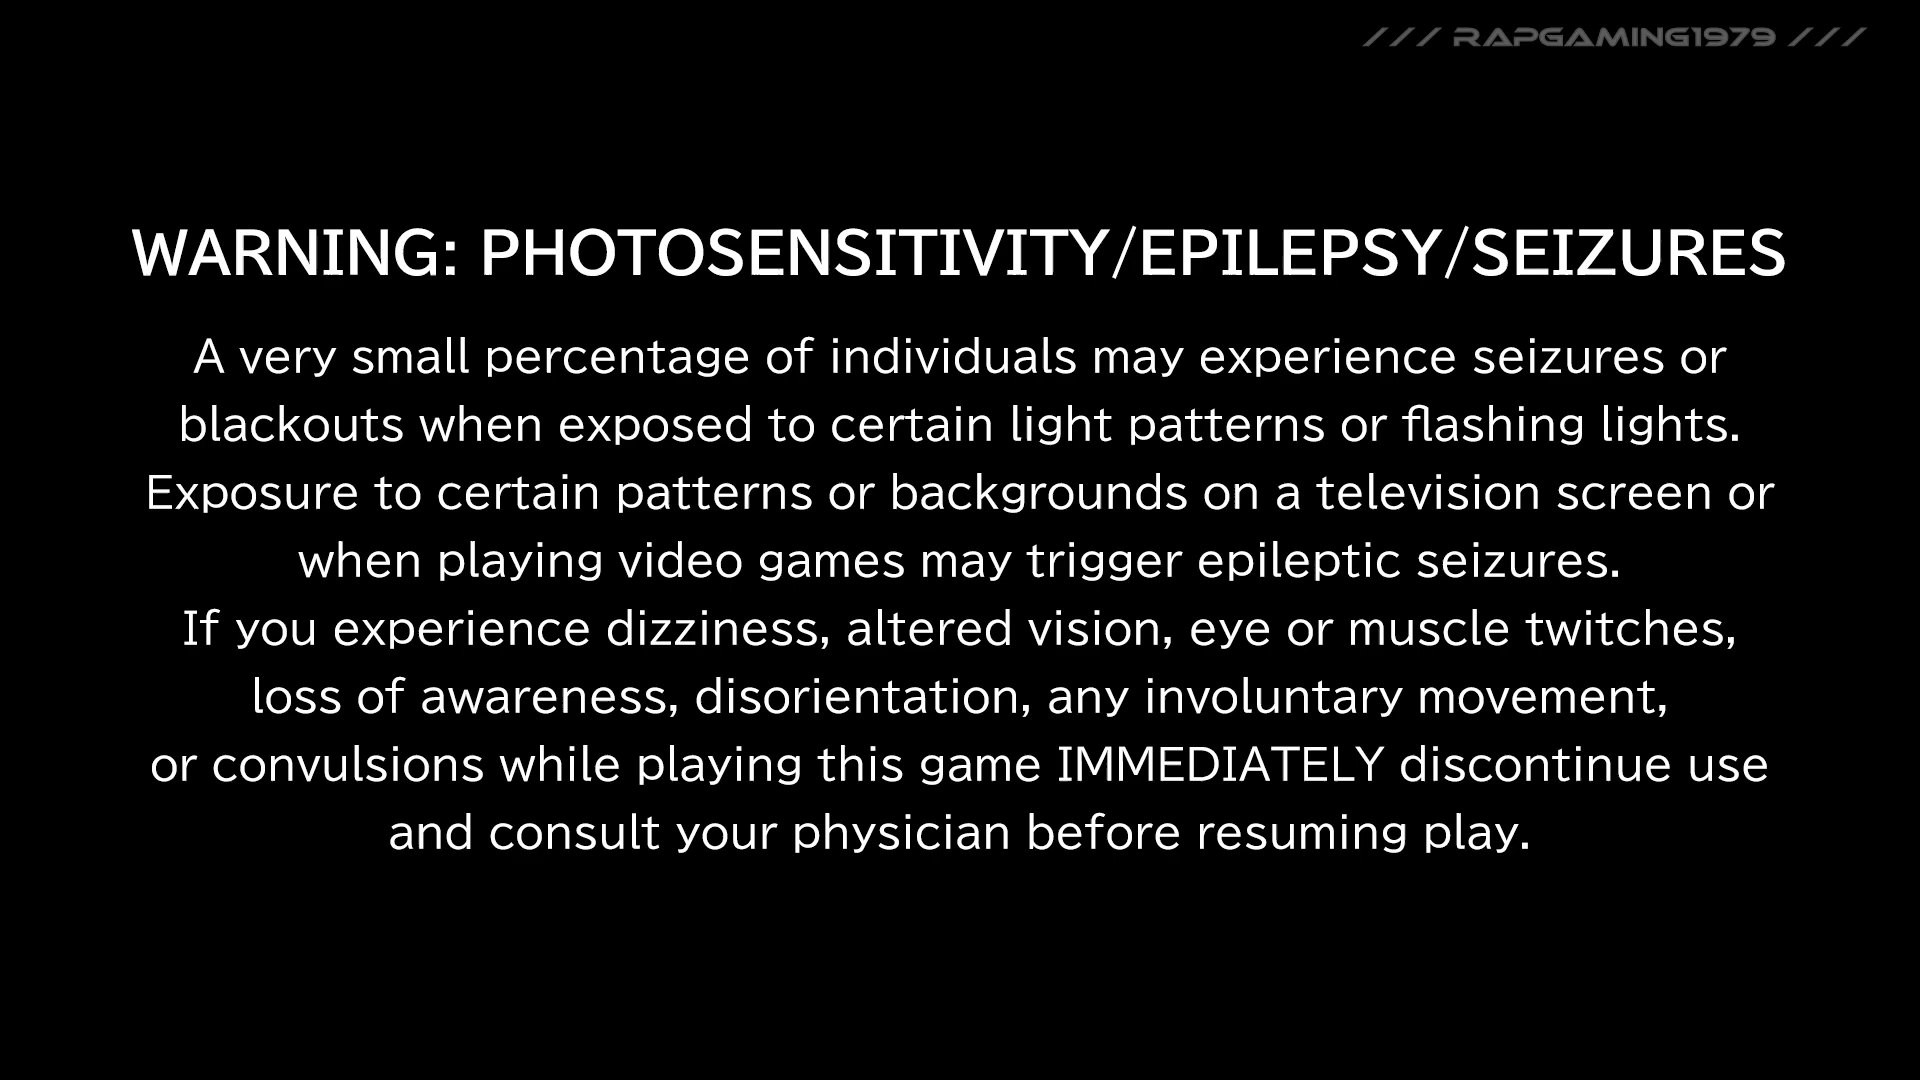 /// RAPGAMING1979 ///
WARNING: PHOTOSENSITIVITY/EPILEPSY/SEIZURES
A very small percentage of individuals may experience seizures or
blackouts when exposed to certain light patterns or flashing lights.
Exposure to certain patterns or backgrounds on a television screen or
when playing video games may trigger epileptic seizures.
If you experience dizziness, altered vision, eye or muscle twitches,
loss of awareness, disorientation, any involuntary movement,
or convulsions while playing this game IMMEDIATELY discontinue use
and consult your physician before resuming play.